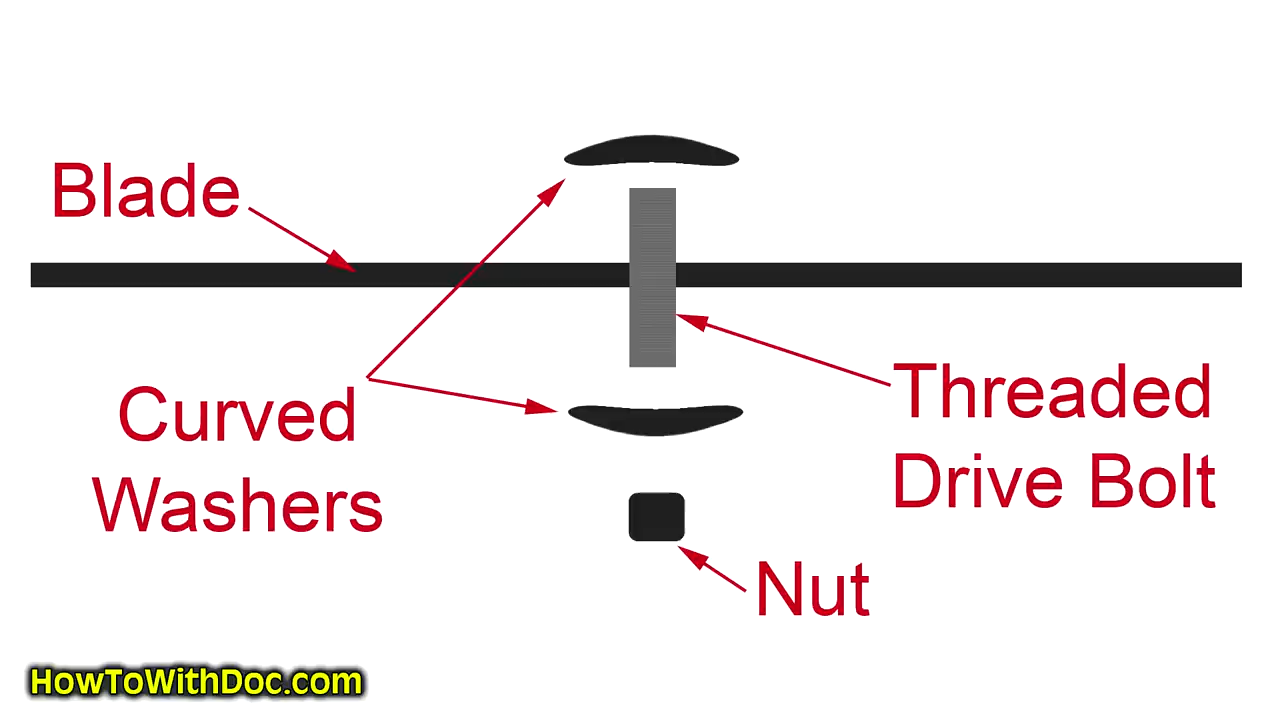 Blade
Curved
Washers
Threaded
Drive Bolt
Nut
HowToWithDoc.com